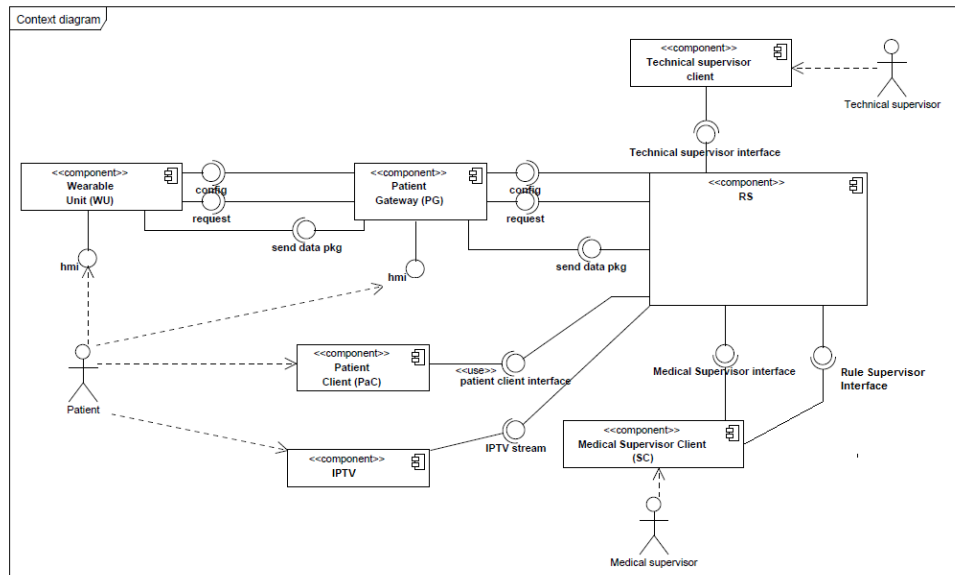 Context diagram
<<component>>
Technical supervisor
client
Technical supervisor
Technical supervisor interface
<<component>>
Wearable
Unit (WU)
config
request
<<component>>
Patient
Gateway (PG)
config
request
<<component>>
RS
send data pkg
send data pkg
hmi
hmi
<<component>>
Patient
Client (PaC)
<<use>>
patient client interface
Medical Supervisor interface
Rule Supervisor
Interface
Patient
<<component>>
IPTV
IPTV stream
<<component>>
Medical Supervisor Client
(SC)
Medical supervisor